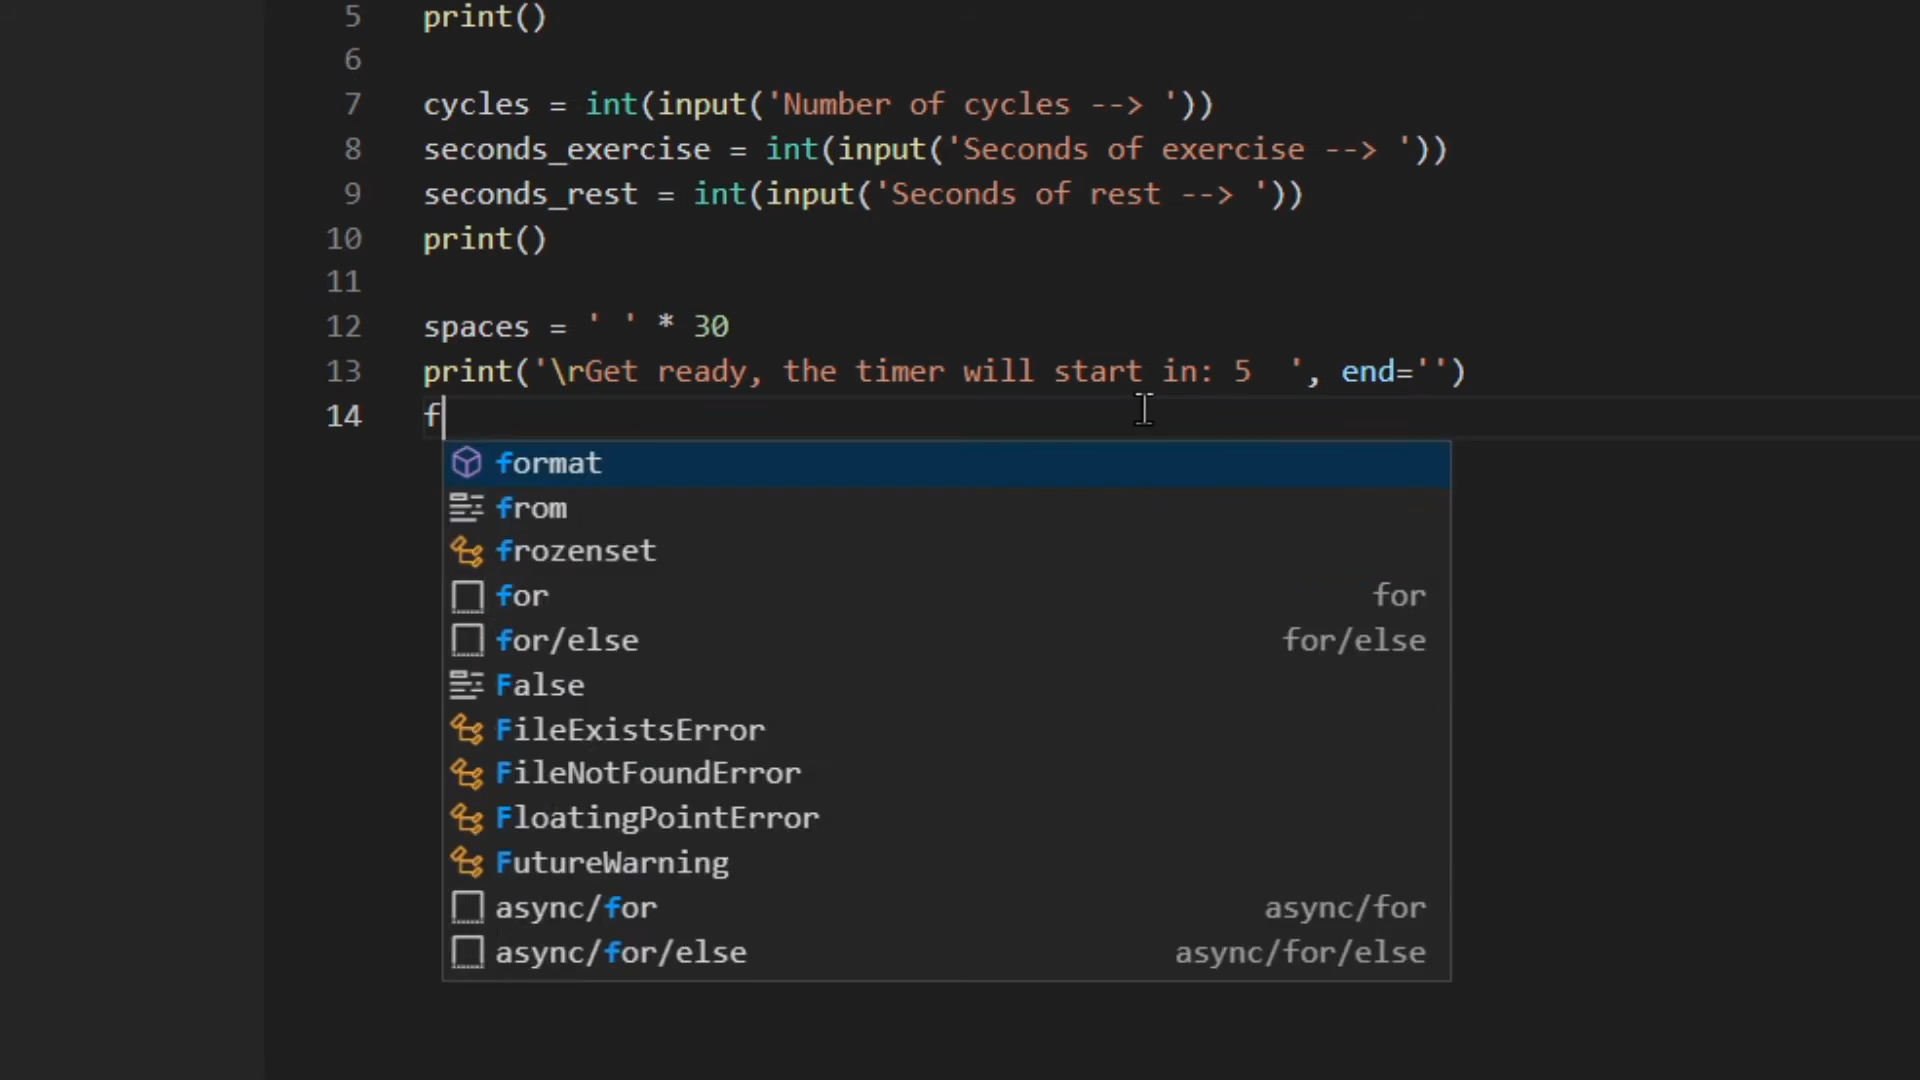 5 print()
6
7 cycles = int(input('Number of cycles --> '))
8 seconds_exercise = int(input('Seconds of exercise --> '))
9 seconds_rest = int(input('Seconds of rest --> '))
10 print()
11
12 spaces = ' ' * 30
13 print('\rGet ready, the timer will start in: 5  ', end='')
14 f
format
from
frozenset
for for
for/else for/else
False
FileExistsError
FileNotFoundError
FloatingPointError
FutureWarning
async/for async/for
async/for/else async/for/else